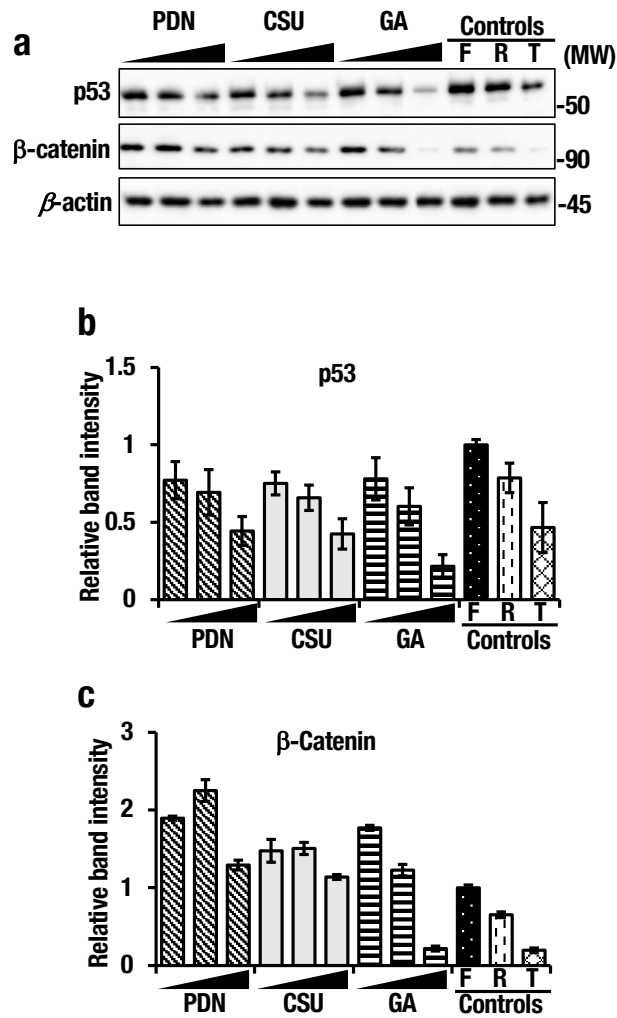 a
PDN CSU GA Controls
F R T (MW)
p53 -50
β-catenin -90
β-actin -45
b
p53
Relative band intensity
1.5
1
0.5
0
F R T
PDN CSU GA Controls
c
β-Catenin
Relative band intensity
3
2
1
0
F R T
PDN CSU GA Controls